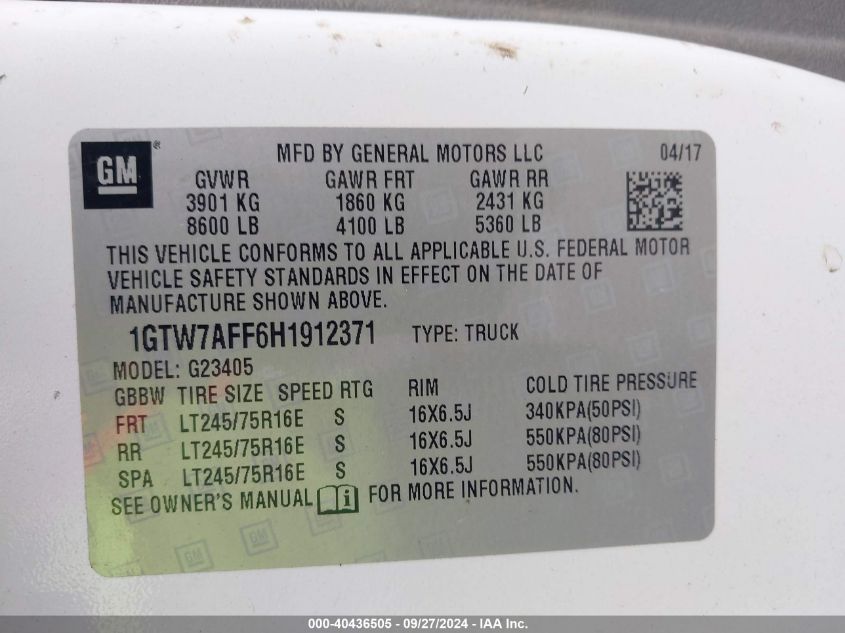 GM
MFD BY GENERAL MOTORS LLC 04/17
GVWR GAWR FRT GAWR RR
3901 KG 1860 KG 2431 KG
8600 LB 4100 LB 5360 LB
THIS VEHICLE CONFORMS TO ALL APPLICABLE U.S. FEDERAL MOTOR
VEHICLE SAFETY STANDARDS IN EFFECT ON THE DATE OF
MANUFACTURE SHOWN ABOVE.
1GTW7AFF6H1912371 TYPE: TRUCK
MODEL: G23405
GBBW TIRE SIZE SPEED RTG RIM COLD TIRE PRESSURE
FRT LT245/75R16E S 16X6.5J 340KPA(50PSI)
RR LT245/75R16E S 16X6.5J 550KPA(80PSI)
SPA LT245/75R16E S 16X6.5J 550KPA(80PSI)
SEE OWNER'S MANUAL i FOR MORE INFORMATION.
000-40436505 - 09/27/2024 - IAA Inc.